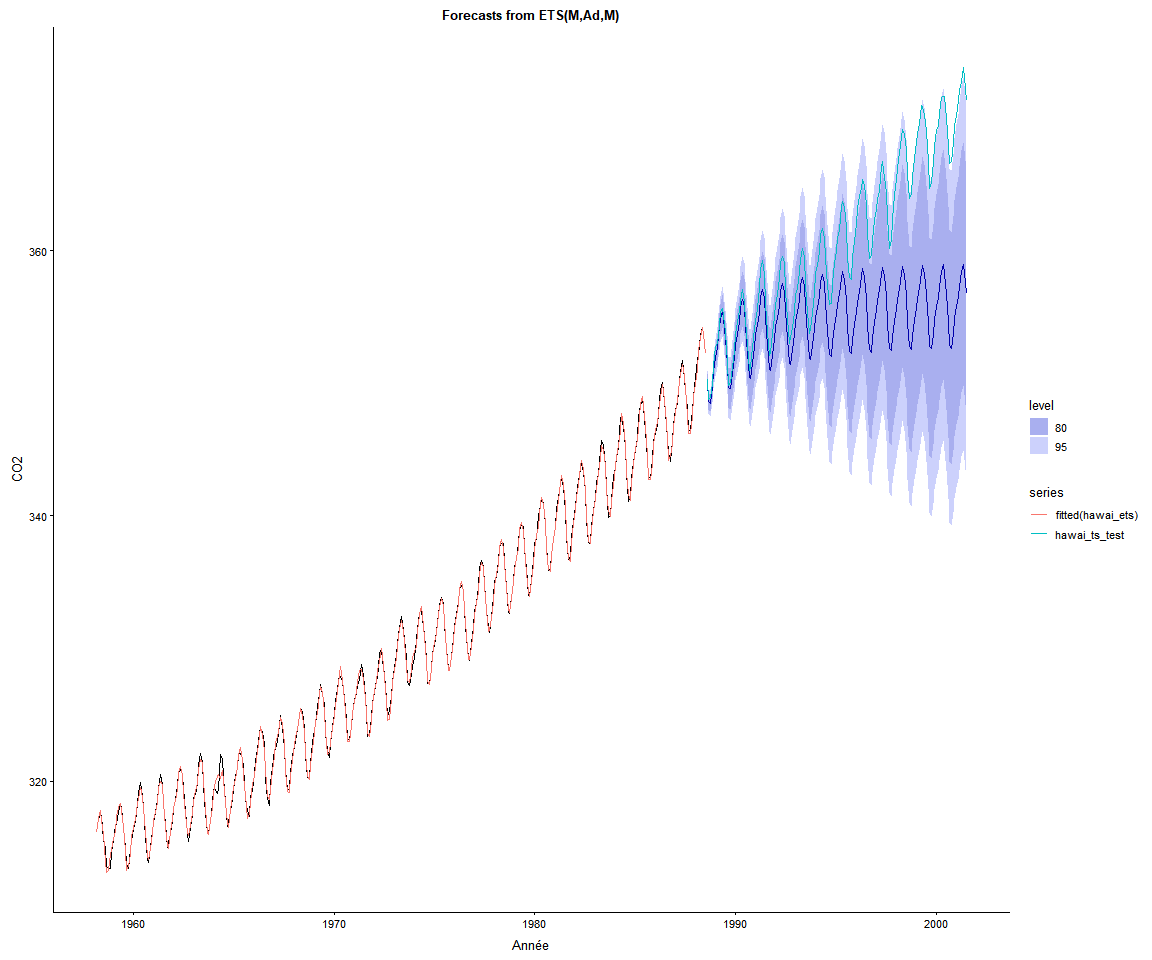 Forecasts from ETS(M,Ad,M)
CO2
360
340
320
1960
1970
1980
1990
2000
Année
level
80
95
series
fitted(hawai_ets)
hawai_ts_test